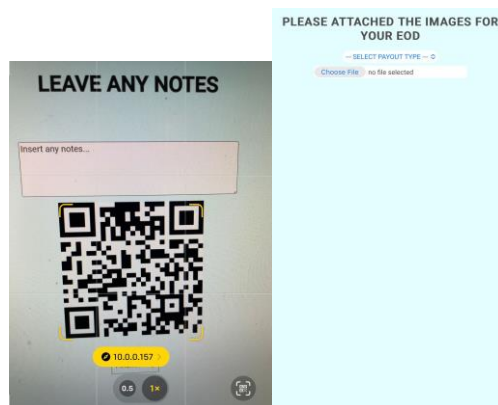 LEAVE ANY NOTES
Insert any notes...
10.0.0.157 >
0.5
1×
PLEASE ATTACHED THE IMAGES FOR
YOUR EOD
-- SELECT PAYOUT TYPE --
Choose File no file selected